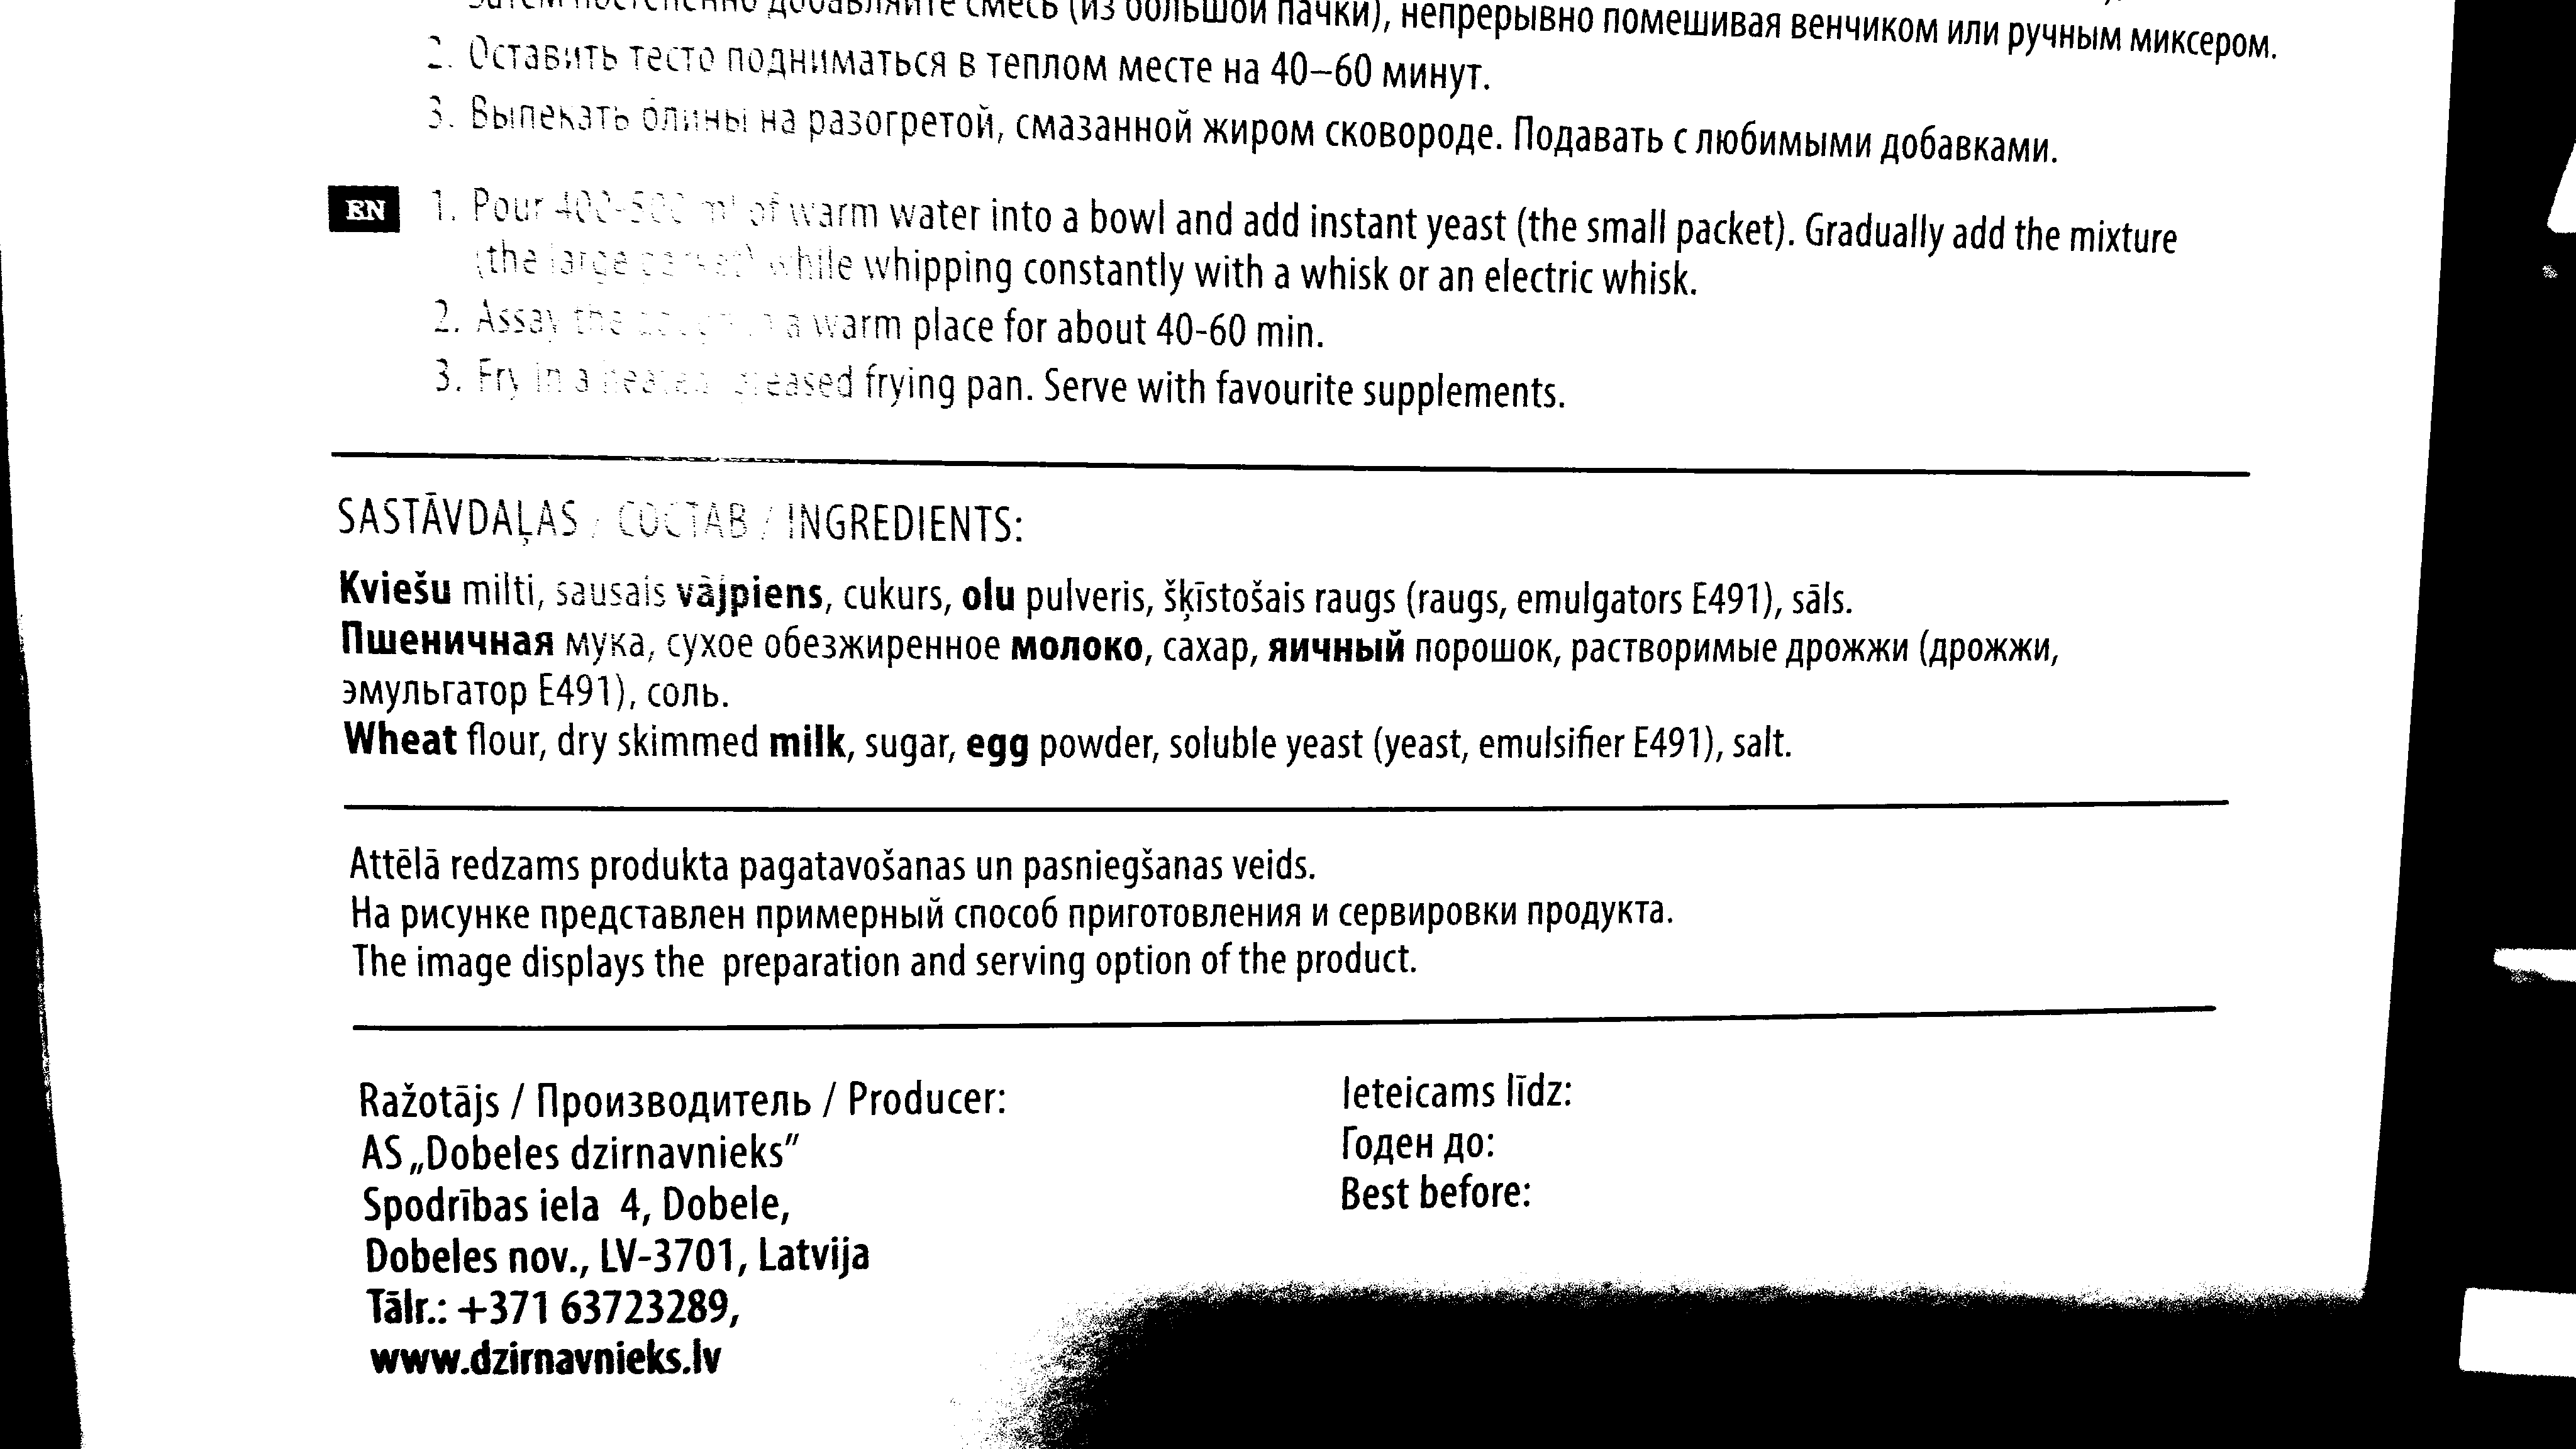 Затем постепенно добавляйте смесь (из большой пачки), непрерывно помешивая венчиком или ручным миксером.
2. Оставить тесто подниматься в теплом месте на 40–60 минут.
3. Выпекать блины на разогретой, смазанной жиром сковороде. Подавать с любимыми добавками.
EN 1. Pour 400-500 ml of warm water into a bowl and add instant yeast (the small packet). Gradually add the mixture
(the large packet) while whipping constantly with a whisk or an electric whisk.
2. Assay the a warm place for about 40-60 min.
3. Fry in a heated greased frying pan. Serve with favourite supplements.
SASTĀVDAĻAS / СОСТАВ / INGREDIENTS:
Kviešu milti, sausais vājpiens, cukurs, olu pulveris, šķīstošais raugs (raugs, emulgators E491), sāls.
Пшеничная мука, сухое обезжиренное молоко, сахар, яичный порошок, растворимые дрожжи (дрожжи,
эмульгатор Е491), соль.
Wheat flour, dry skimmed milk, sugar, egg powder, soluble yeast (yeast, emulsifier E491), salt.
Attēlā redzams produkta pagatavošanas un pasniegšanas veids.
На рисунке представлен примерный способ приготовления и сервировки продукта.
The image displays the preparation and serving option of the product.
Ražotājs / Производитель / Producer:
AS „Dobeles dzirnavnieks”
Spodrības iela 4, Dobele,
Dobeles nov., LV-3701, Latvija
Tālr.: +371 63723289,
www.dzirnavnieks.lv
Ieteicams līdz:
Годен до:
Best before: